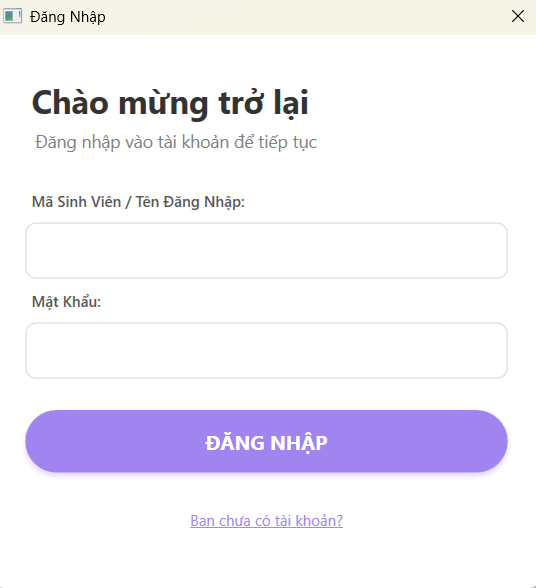 Đăng Nhập
Chào mừng trở lại
Đăng nhập vào tài khoản để tiếp tục
Mã Sinh Viên / Tên Đăng Nhập:
Mật Khẩu:
ĐĂNG NHẬP
Bạn chưa có tài khoản?